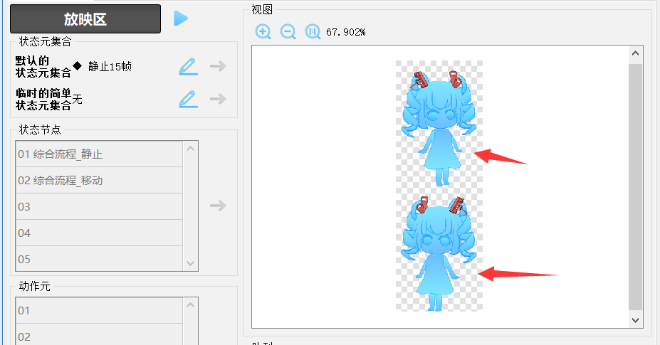 放映区
状态元集合
默认的
状态元集合◆ 静止15帧
临时的简单
状态元集合无
状态节点
01 综合流程_静止
02 综合流程_移动
03
04
05
动作元
01
02
视图
67.902%